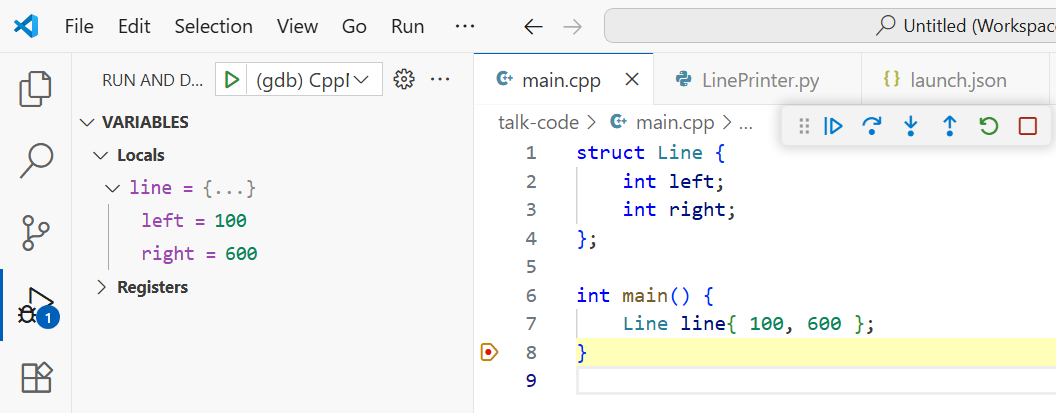 File Edit Selection View Go Run ··· Untitled (Workspac
RUN AND D... (gdb) Cppl ···
main.cpp LinePrinter.py launch.json
talk-code > main.cpp > ...
VARIABLES
Locals
line = {...}
left = 100
right = 600
Registers
1
1 struct Line {
2 int left;
3 int right;
4 };
5
6 int main() {
7 Line line{ 100, 600 };
8 }
9